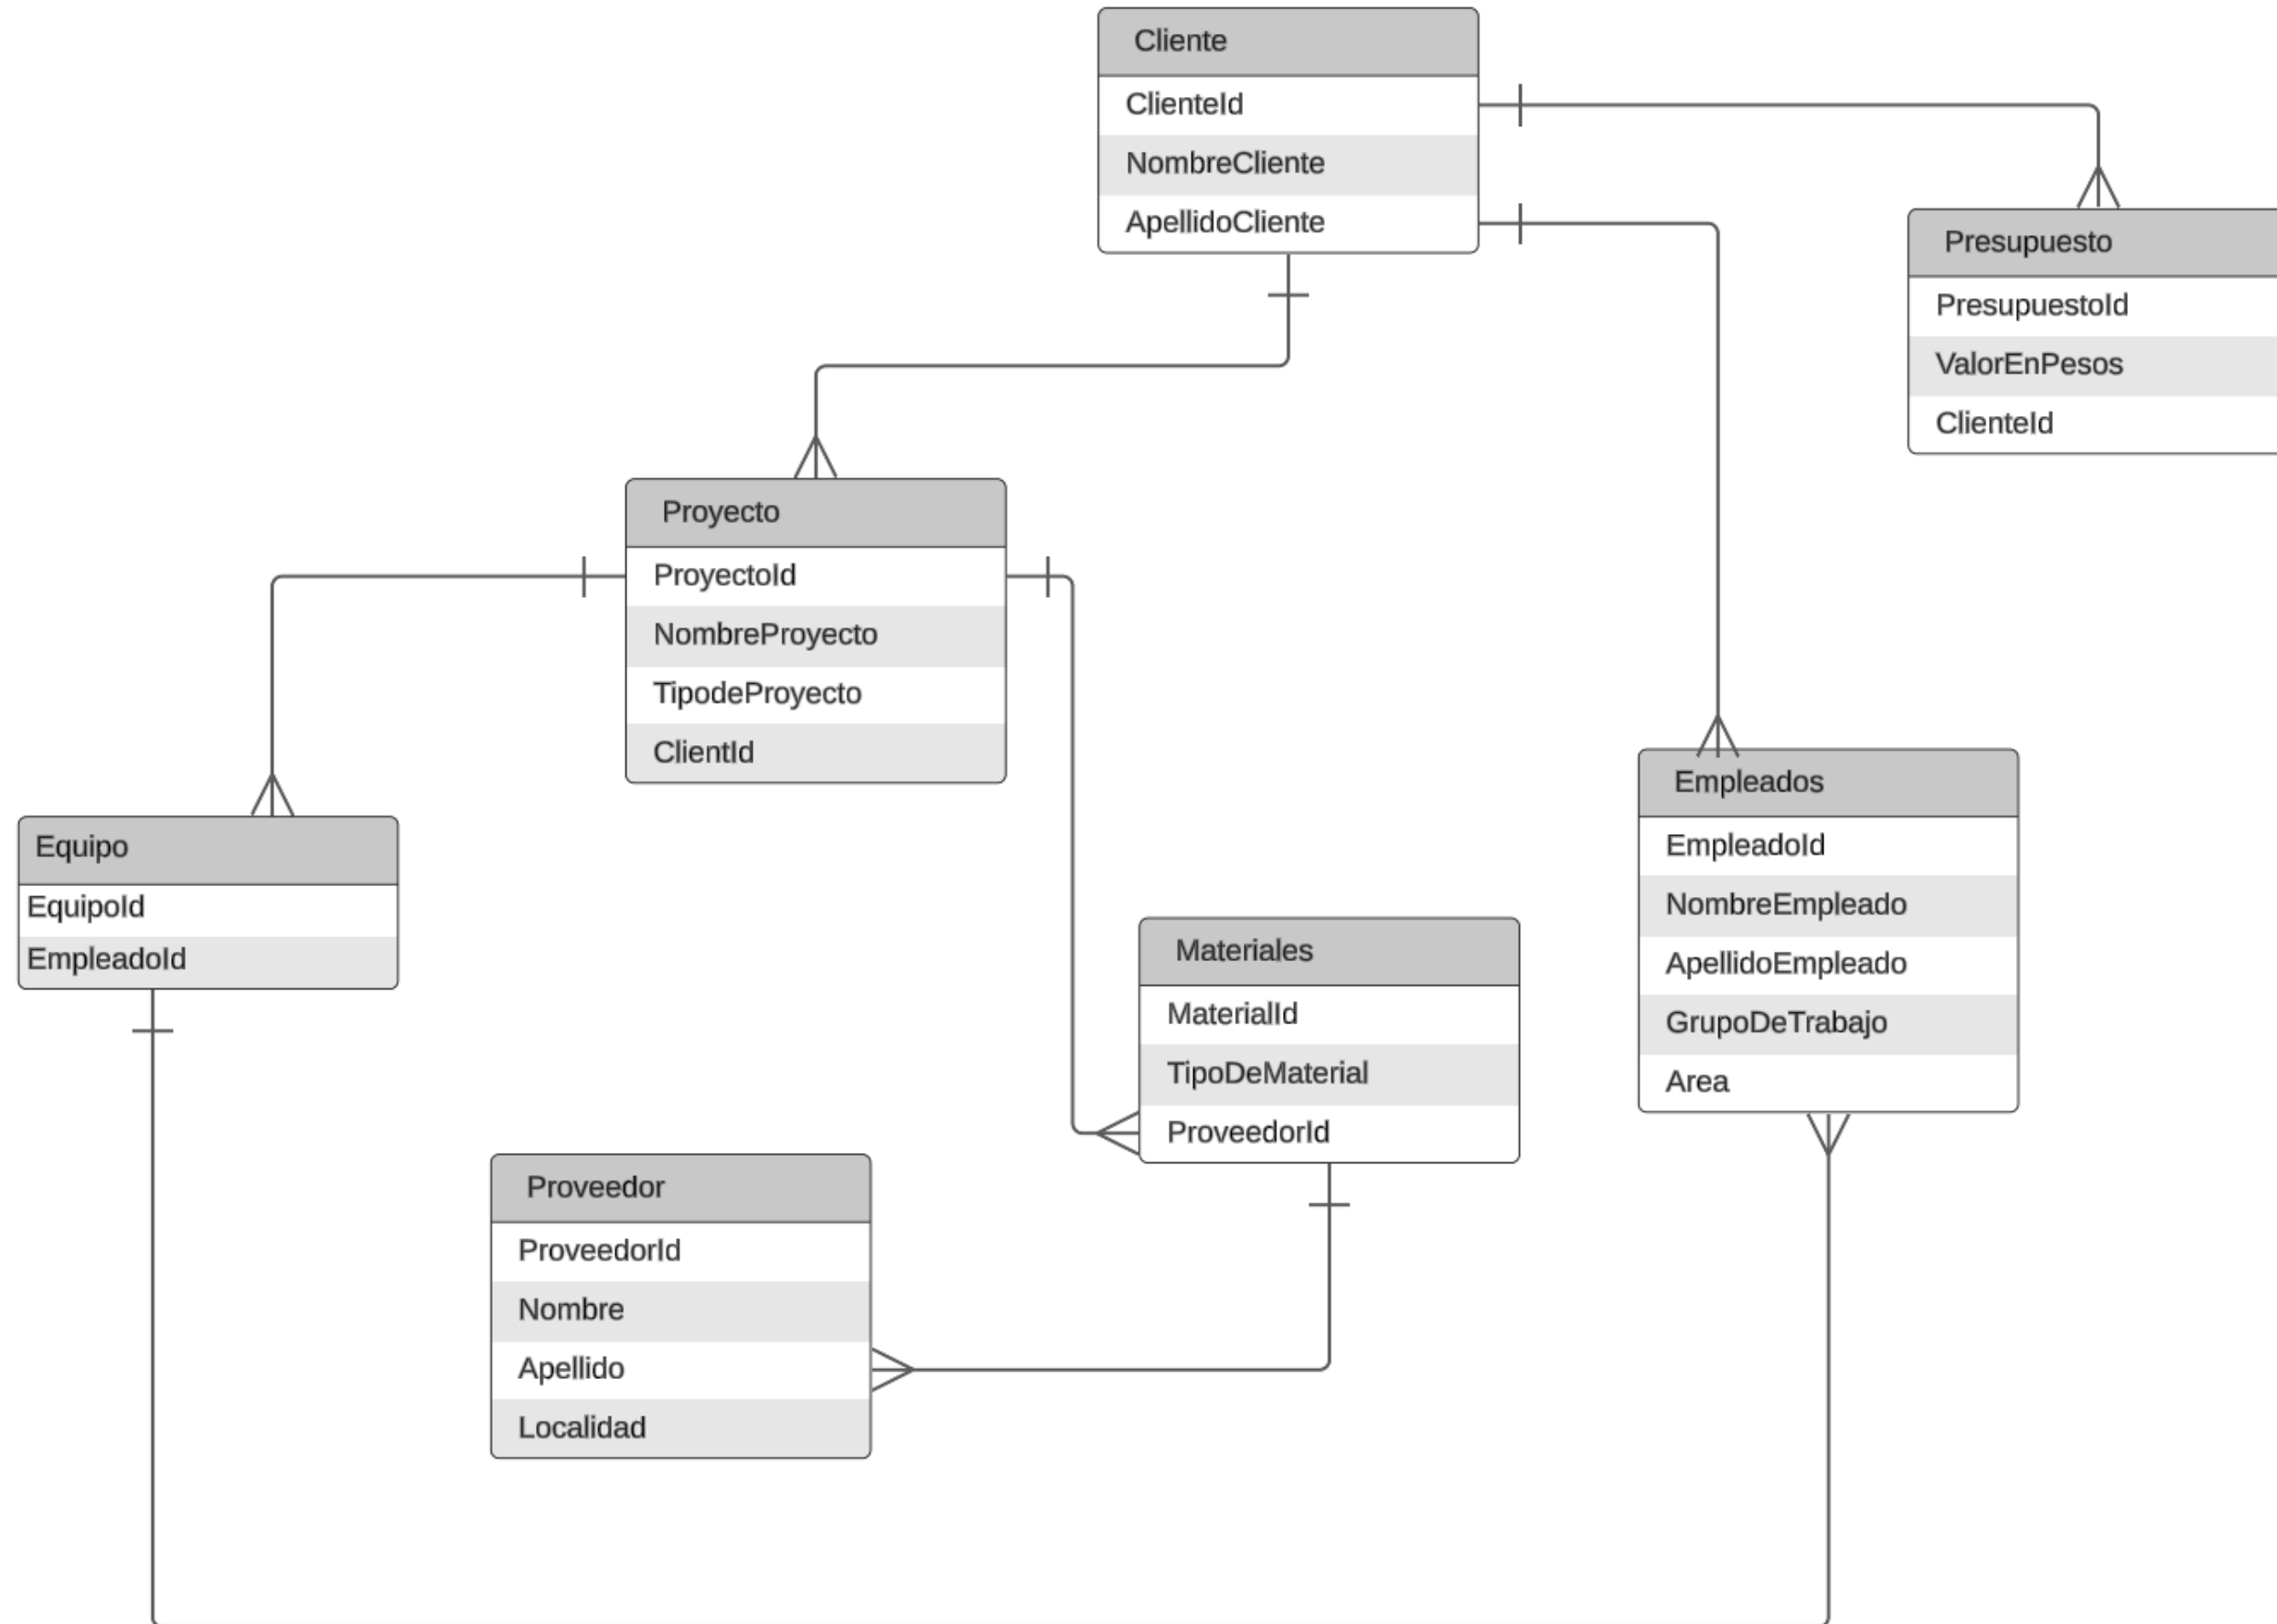 Cliente
ClienteId
NombreCliente
ApellidoCliente
Presupuesto
PresupuestoId
ValorEnPesos
ClienteId
Proyecto
ProyectoId
NombreProyecto
TipodeProyecto
ClientId
Empleados
EmpleadoId
NombreEmpleado
ApellidoEmpleado
GrupoDeTrabajo
Area
Equipo
EquipoId
EmpleadoId
Materiales
MaterialId
TipoDeMaterial
ProveedorId
Proveedor
ProveedorId
Nombre
Apellido
Localidad